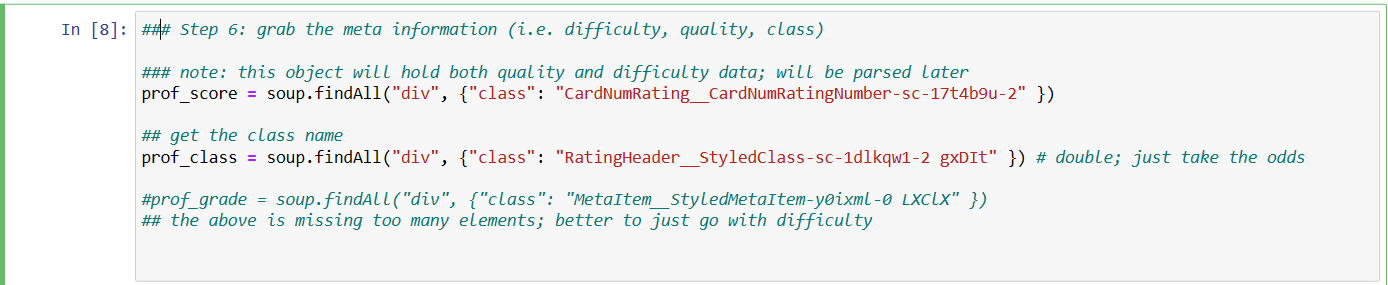 In [8]: ### Step 6: grab the meta information (i.e. difficulty, quality, class)
### note: this object will hold both quality and difficulty data; will be parsed later
prof_score = soup.findAll("div", {"class": "CardNumRating__CardNumRatingNumber-sc-17t4b9u-2" })
## get the class name
prof_class = soup.findAll("div", {"class": "RatingHeader__StyledClass-sc-1dlkqw1-2 gxDIt" }) # double; just take the odds
#prof_grade = soup.findAll("div", {"class": "MetaItem__StyledMetaItem-y0ixml-0 LXClX" })
## the above is missing too many elements; better to just go with difficulty